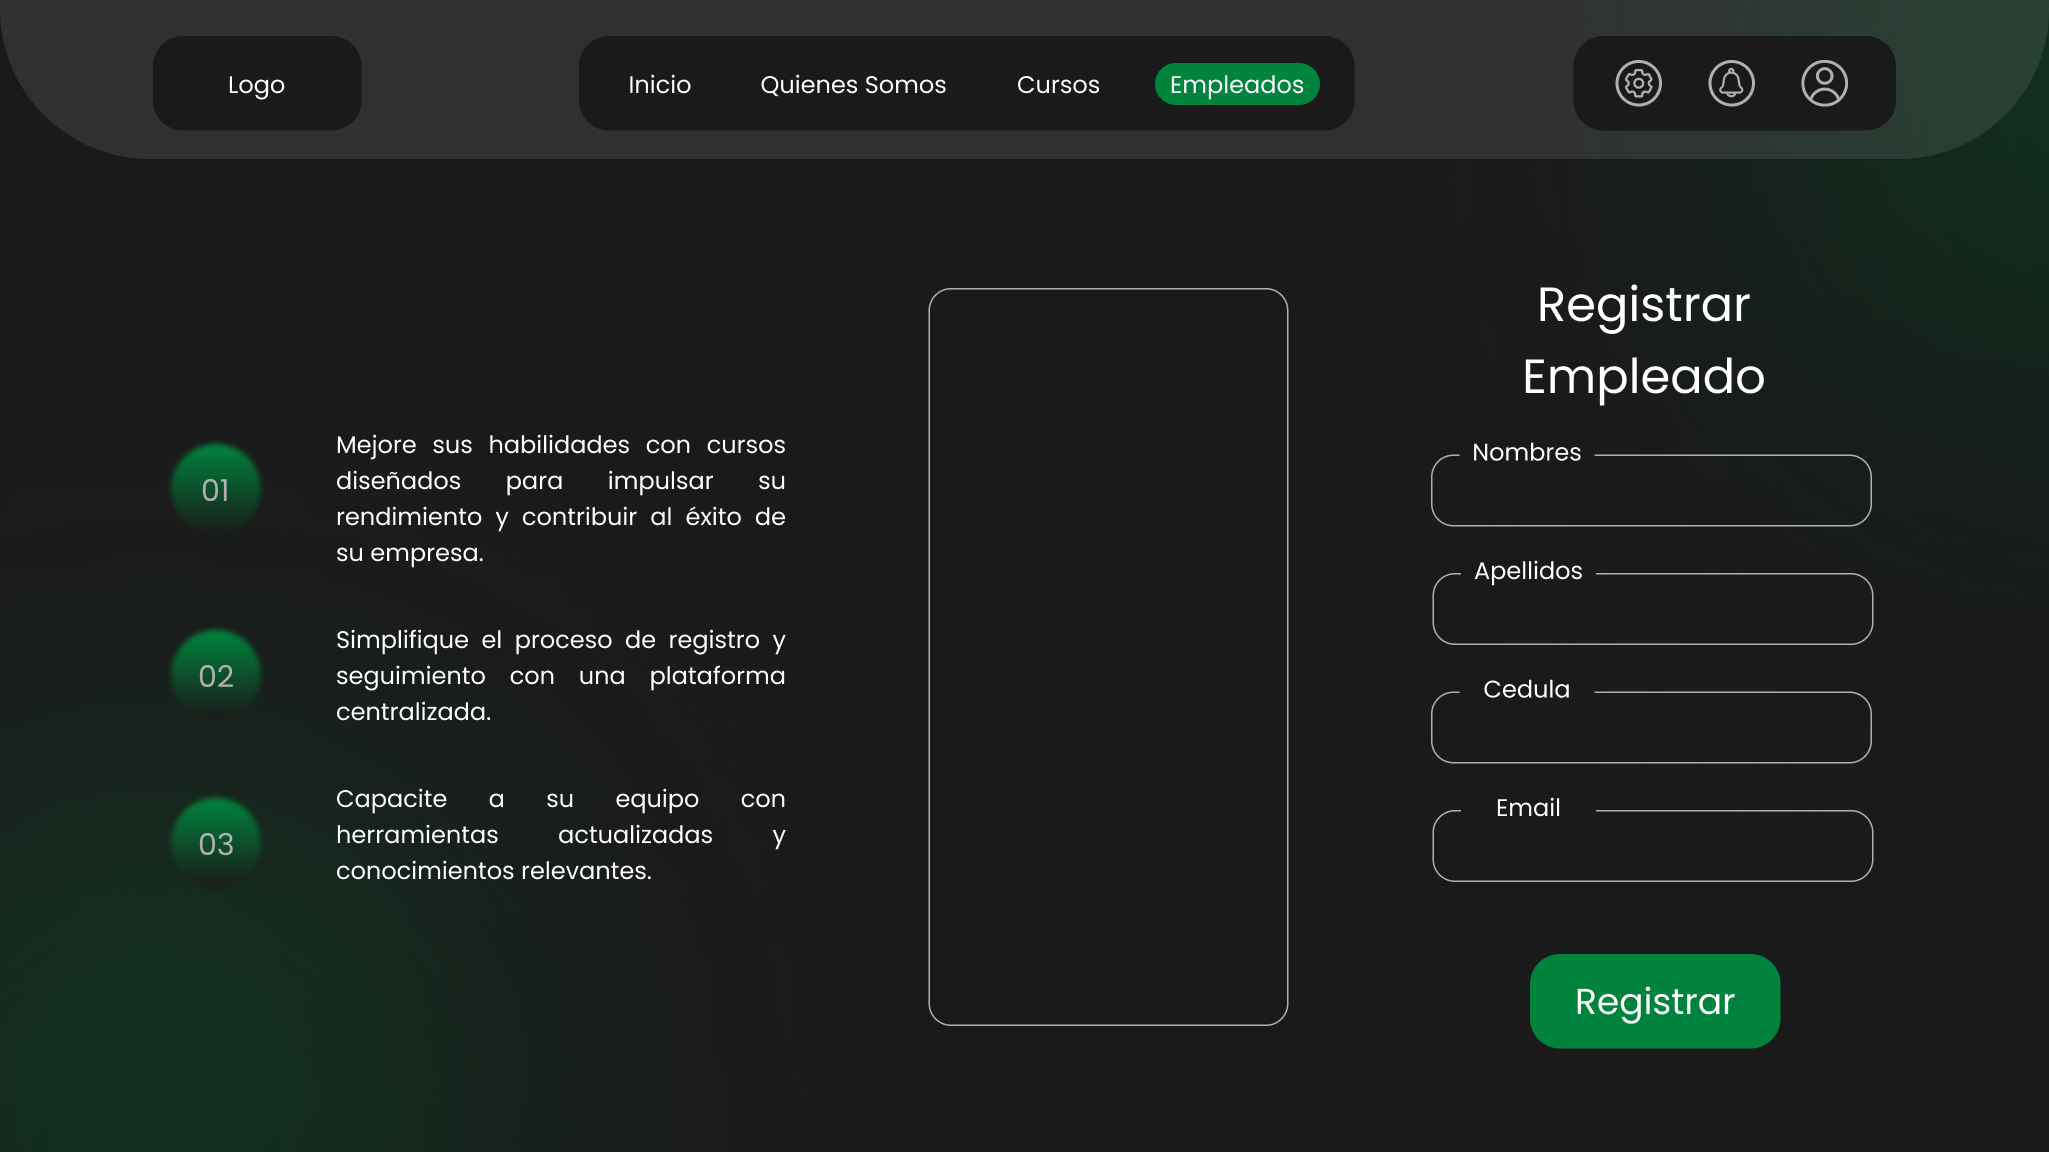 Logo
Inicio
Quienes Somos
Cursos
Empleados
01
Mejore sus habilidades con cursos
diseñados para impulsar su
rendimiento y contribuir al éxito de
su empresa.
02
Simplifique el proceso de registro y
seguimiento con una plataforma
centralizada.
03
Capacite a su equipo con
herramientas actualizadas y
conocimientos relevantes.
Registrar
Empleado
Nombres
Apellidos
Cedula
Email
Registrar